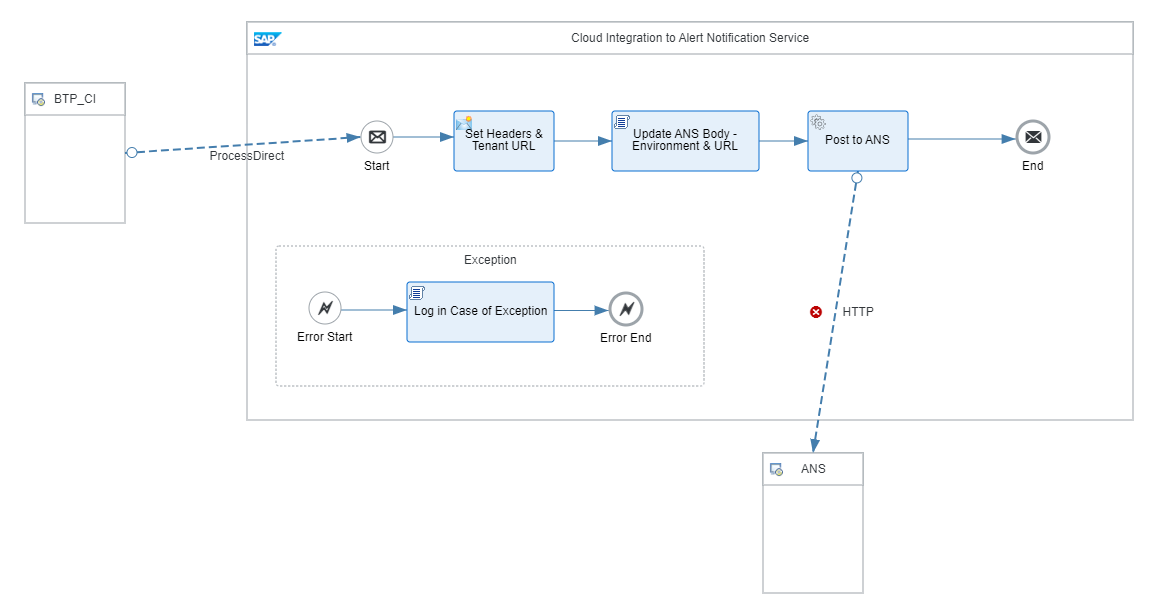 SAP
Cloud Integration to Alert Notification Service
BTP_CI
ProcessDirect
Start
Set Headers &
Tenant URL
Update ANS Body -
Environment & URL
Post to ANS
End
Exception
Error Start
Log in Case of Exception
Error End
HTTP
ANS